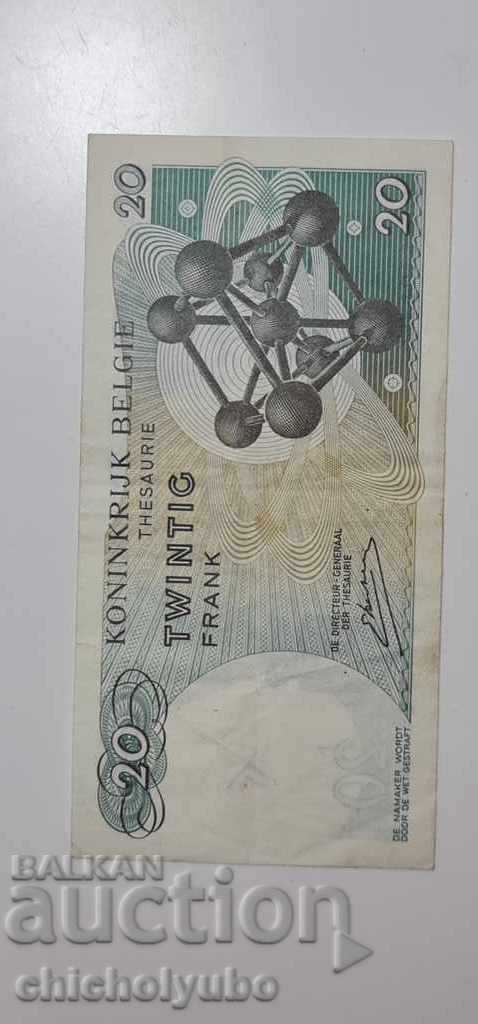 20
20
KONINKRIJK BELGIE
THESAURIE
TWINTIG
FRANK
DE DIRECTEUR-GENERAAL
DER THESAURIE
20
DE NAMAKER WORDT
DOOR DE WET GESTRAFT
BALKAN
auction
chicholyubo